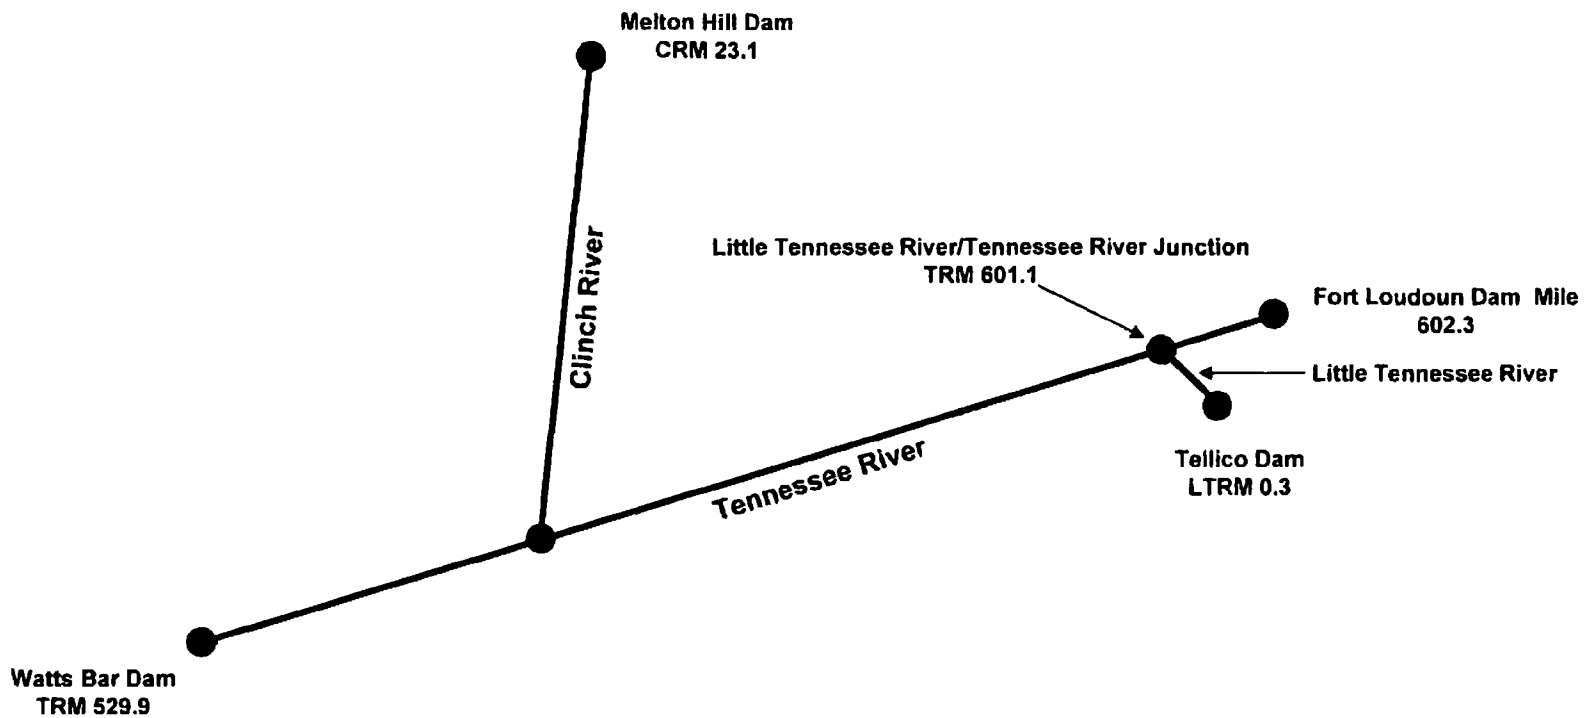 Melton Hill Dam
CRM 23.1
Clinch River
Little Tennessee River/Tennessee River Junction
TRM 601.1
Fort Loudoun Dam Mile
602.3
Little Tennessee River
Tennessee River
Tellico Dam
LTRM 0.3
Watts Bar Dam
TRM 529.9